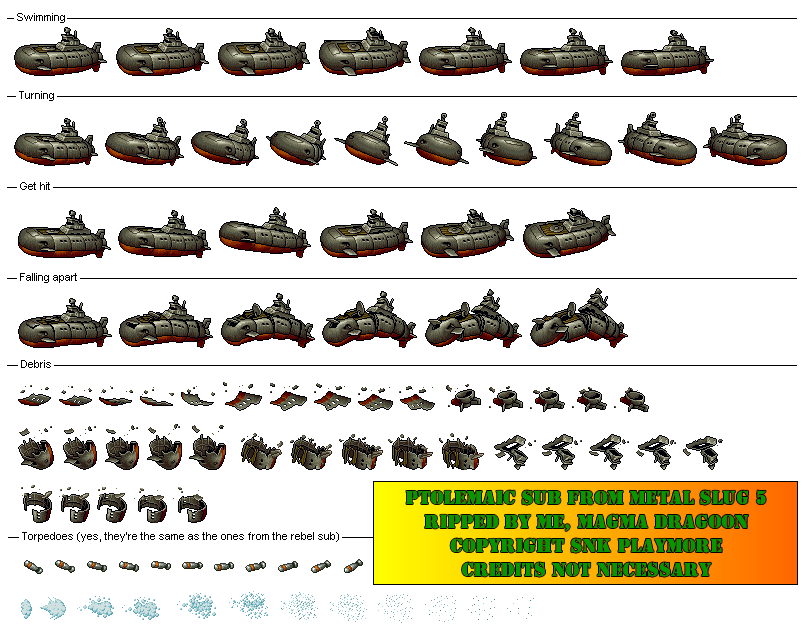 Swimming
Turning
Get hit
Falling apart
Debris
PTOLEMAIC SUB FROM METAL SLUG 5
RIPPED BY ME, MAGMA DRAGOON
COPYRIGHT SNK PLAYMORE
CREDITS NOT NECESSARY
Torpedoes (yes, they're the same as the ones from the rebel sub)